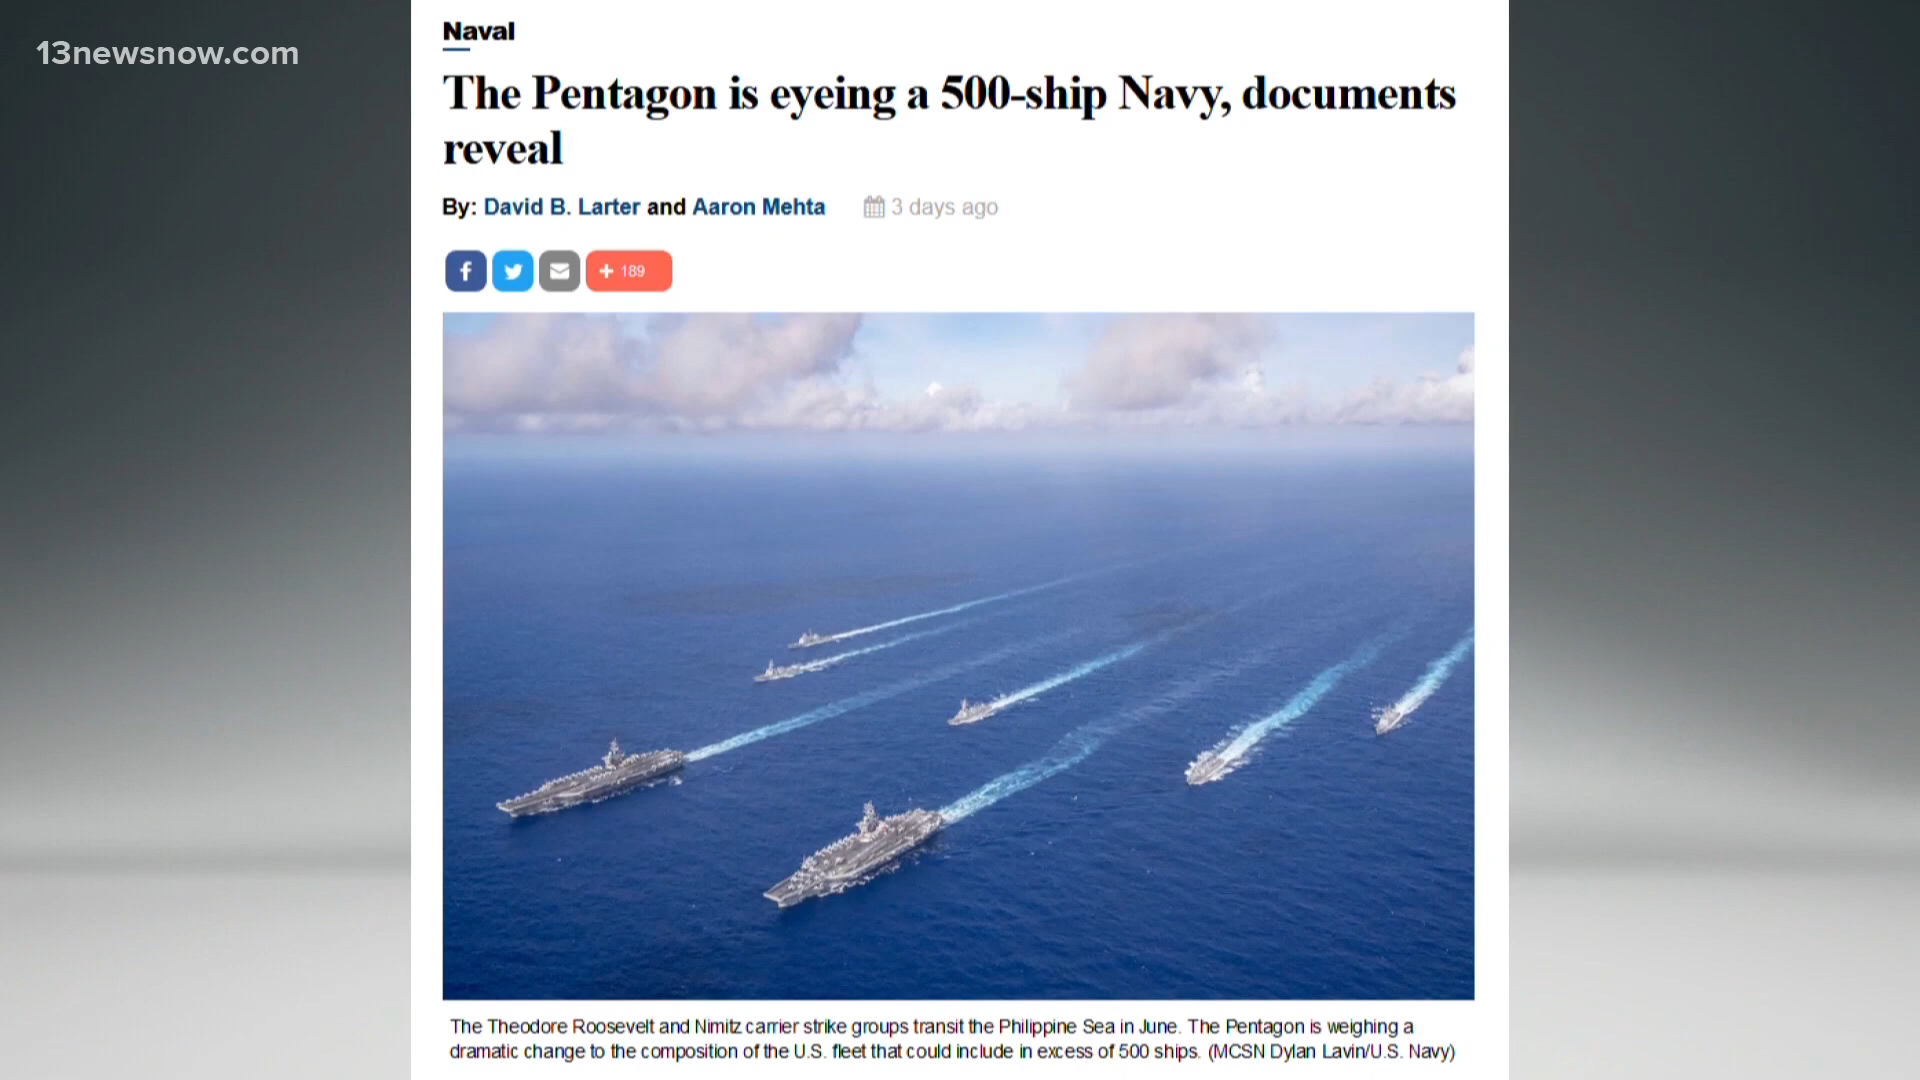 13newsnow.com
Naval
The Pentagon is eyeing a 500-ship Navy, documents
reveal
By: David B. Larter and Aaron Mehta 3 days ago
f + 189
The Theodore Roosevelt and Nimitz carrier strike groups transit the Philippine Sea in June. The Pentagon is weighing a
dramatic change to the composition of the U.S. fleet that could include in excess of 500 ships. (MCSN Dylan Lavin/U.S. Navy)